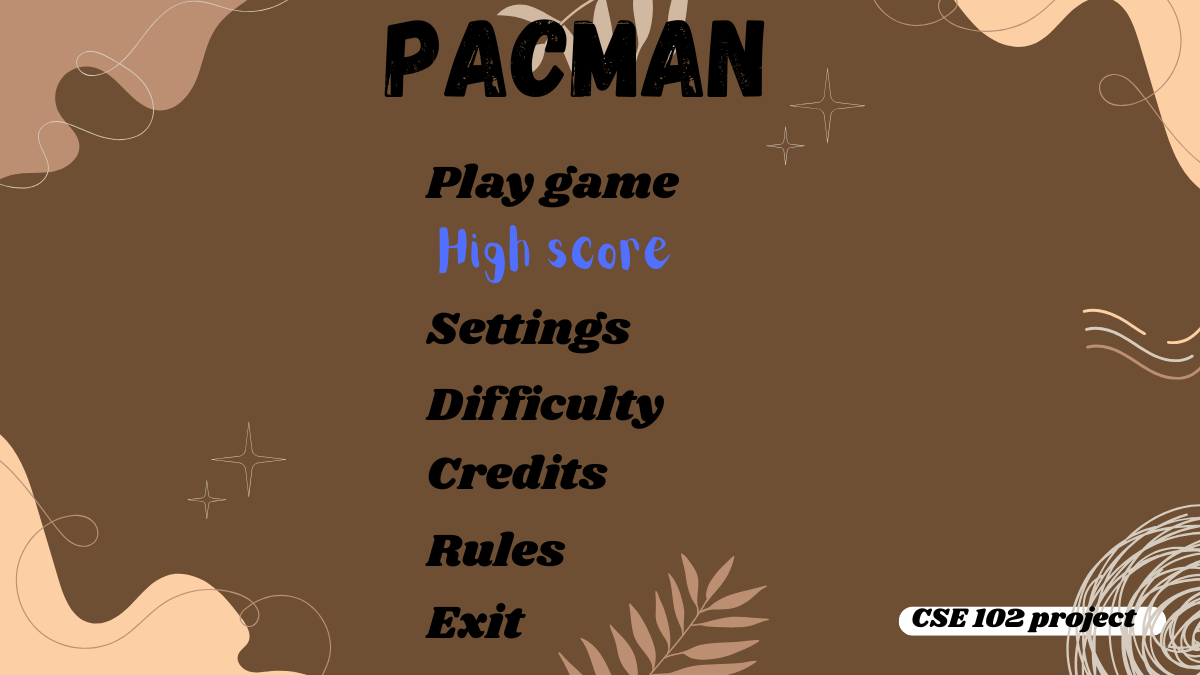 PACMAN
Play game
High score
Settings
Difficulty
Credits
Rules
Exit
CSE 102 project